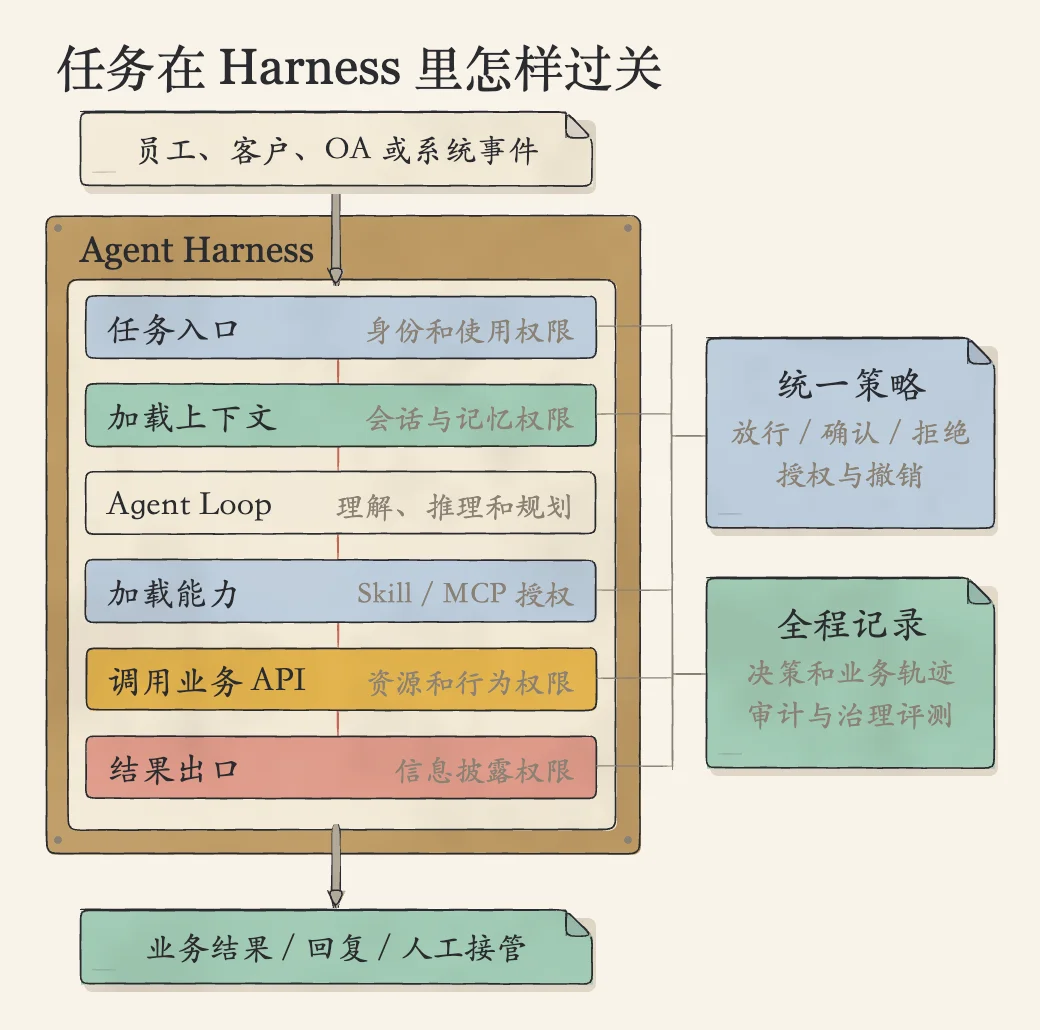 任务在 Harness 里怎样过关
员工、客户、OA 或系统事件
Agent Harness
任务入口 身份和使用权限
加载上下文 会话与记忆权限
Agent Loop 理解、推理和规划
加载能力 Skill / MCP 授权
调用业务 API 资源和行为权限
结果出口 信息披露权限
统一策略
放行 / 确认 / 拒绝
授权与撤销
全程记录
决策和业务轨迹
审计与治理评测
业务结果 / 回复 / 人工接管